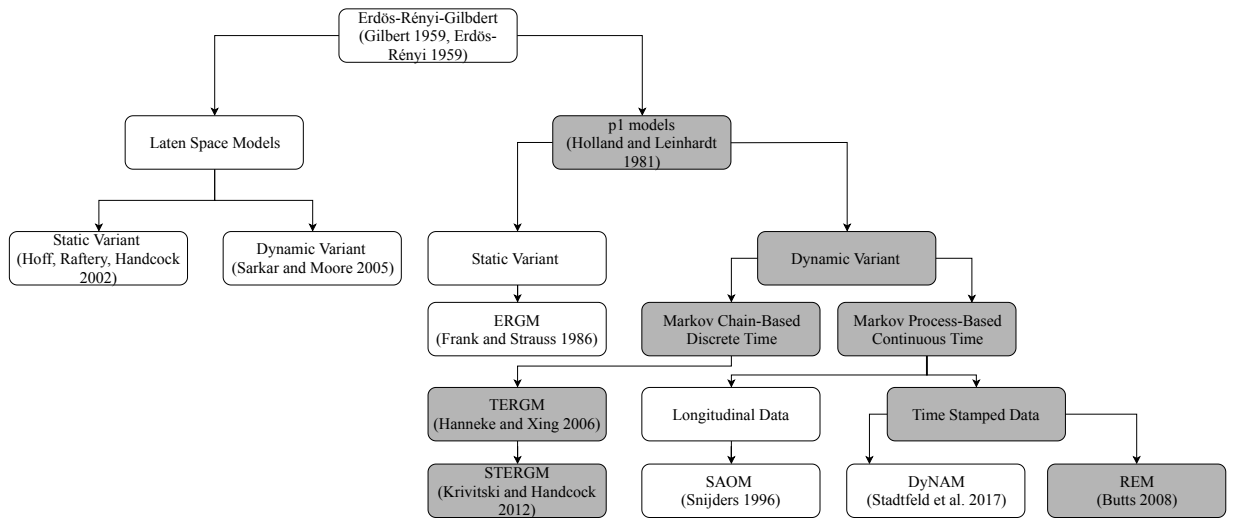 Erdös-Rényi-Gilbdert
(Gilbert 1959, Erdös-
Rényi 1959)
Laten Space Models
p1 models
(Holland and Leinhardt
1981)
Static Variant
(Hoff, Raftery, Handcock
2002)
Dynamic Variant
(Sarkar and Moore 2005)
Static Variant
Dynamic Variant
ERGM
(Frank and Strauss 1986)
Markov Chain-Based
Discrete Time
Markov Process-Based
Continuous Time
TERGM
(Hanneke and Xing 2006)
Longitudinal Data
Time Stamped Data
STERGM
(Krivitski and Handcock
2012)
SAOM
(Snijders 1996)
DyNAM
(Stadtfeld et al. 2017)
REM
(Butts 2008)